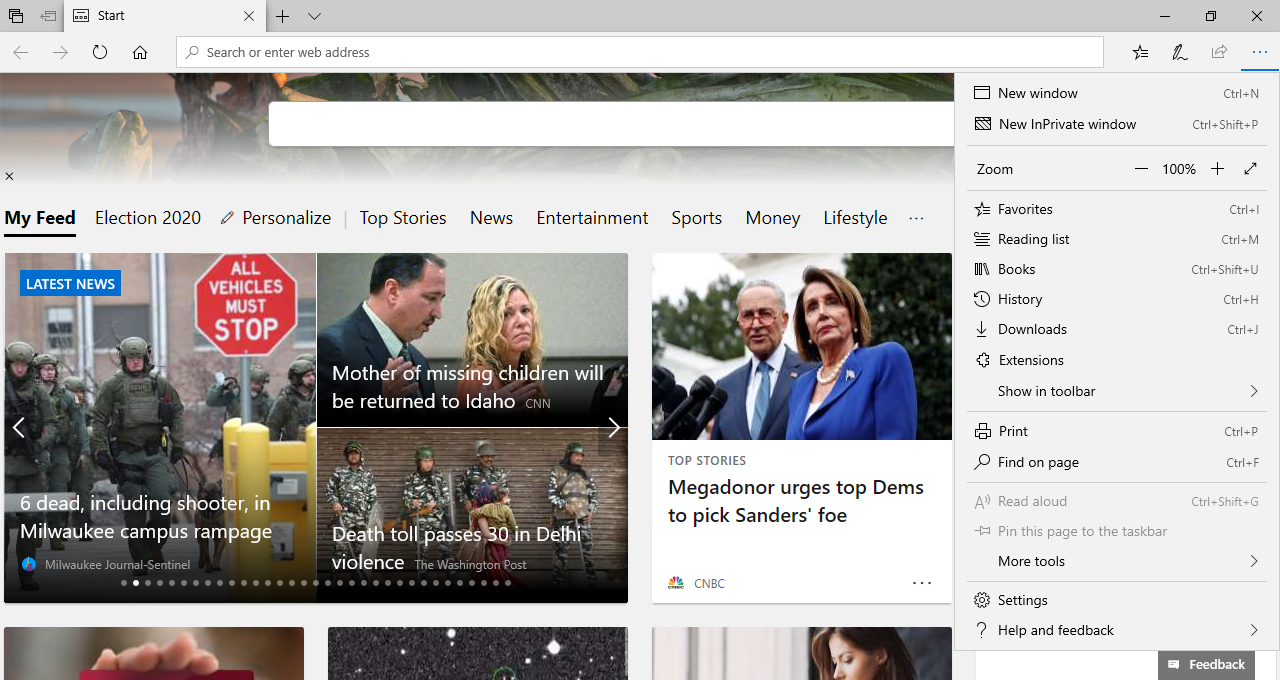 Start
Search or enter web address
New window Ctrl+N
New InPrivate window Ctrl+Shift+P
Zoom 100%
Favorites Ctrl+I
Reading list Ctrl+M
Books Ctrl+Shift+U
History Ctrl+H
Downloads Ctrl+J
Extensions
Show in toolbar
Print Ctrl+P
Find on page Ctrl+F
Read aloud Ctrl+Shift+G
Pin this page to the taskbar
More tools
Settings
Help and feedback
My Feed Election 2020 Personalize Top Stories News Entertainment Sports Money Lifestyle
LATEST NEWS
ALL
VEHICLES
MUST
STOP
6 dead, including shooter, in
Milwaukee campus rampage
Milwaukee Journal-Sentinel
Mother of missing children will
be returned to Idaho CNN
Death toll passes 30 in Delhi
violence The Washington Post
TOP STORIES
Megadonor urges top Dems
to pick Sanders' foe
CNBC
Feedback